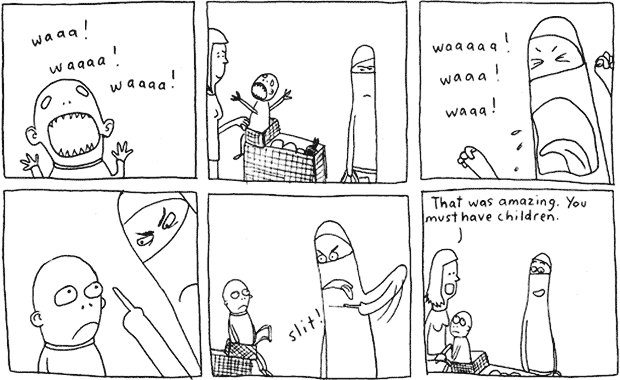 waaa!
waaaa!
waaaa!
waaaaa!
waaa!
waaa!
slit!
That was amazing. You
must have children.